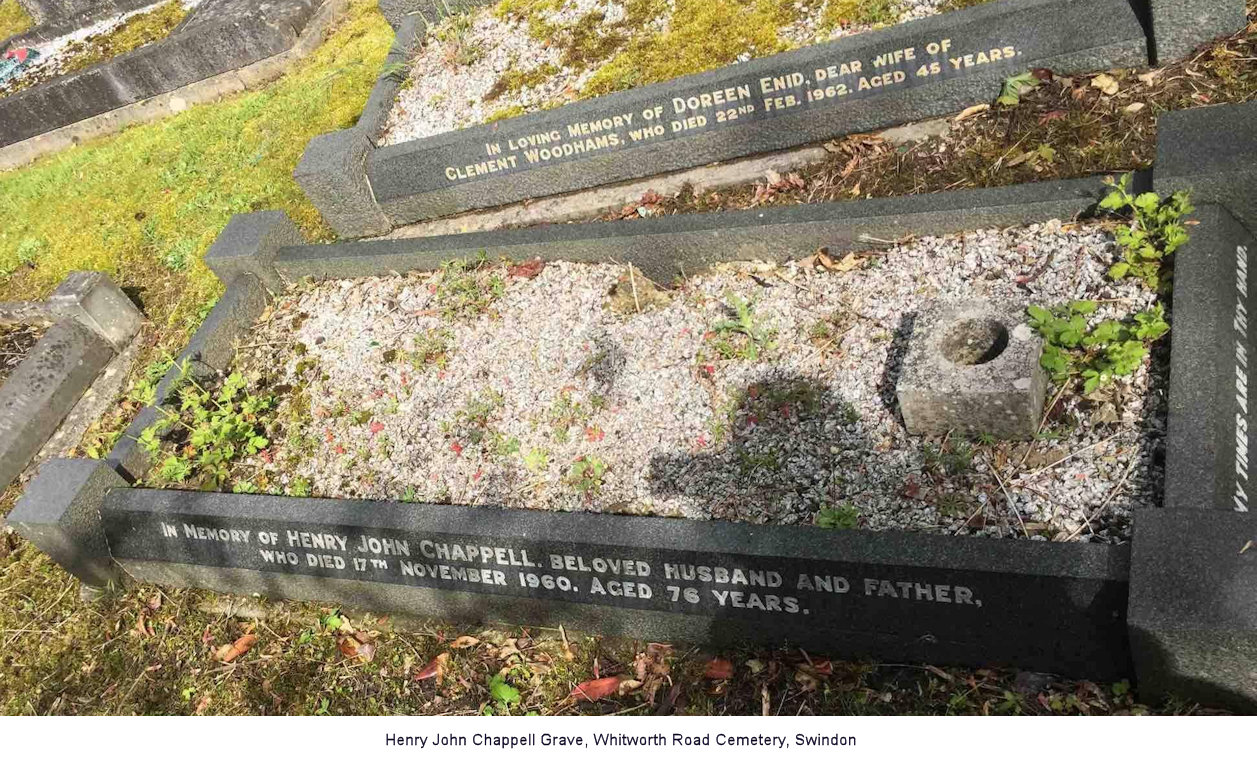 In Loving Memory of Doreen Enid, dear wife of
Clement Woodhams, who died 22nd Feb. 1962. Aged 45 years.
MY TIMES ARE IN THY HAND.
In Memory of Henry John Chappell, beloved husband and father,
who died 17th November 1960. Aged 76 years.
Henry John Chappell Grave, Whitworth Road Cemetery, Swindon